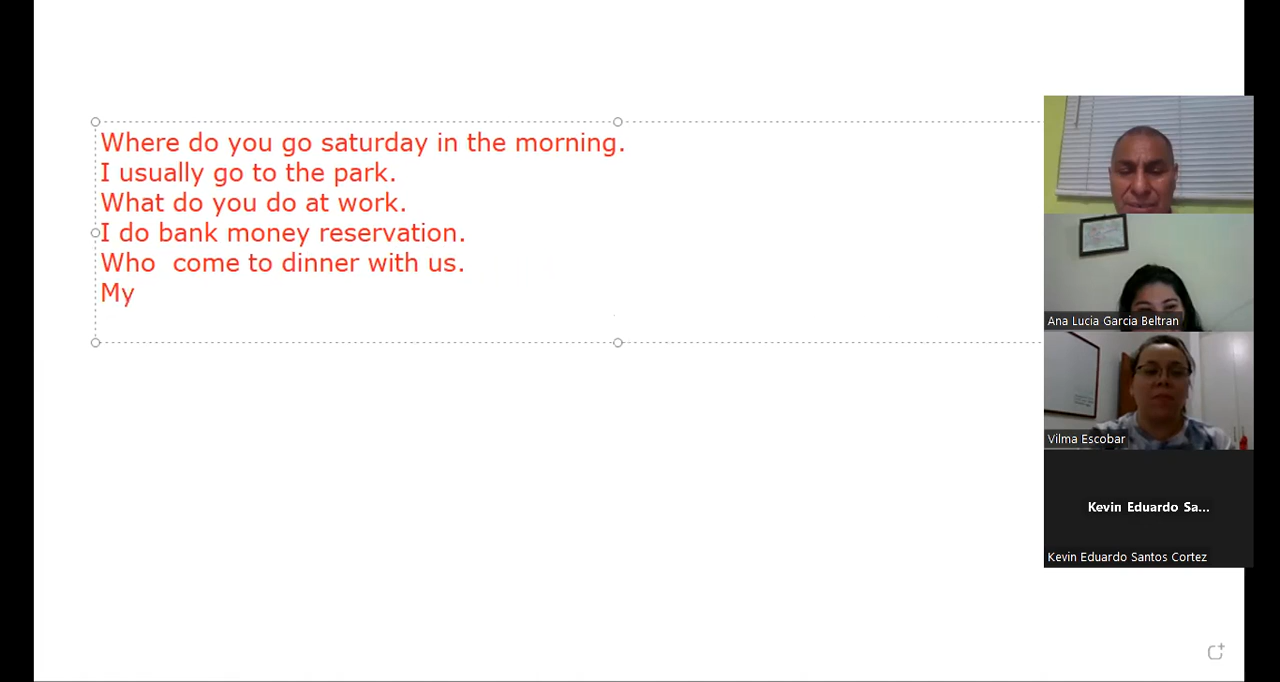 Where do you go saturday in the morning.
I usually go to the park.
What do you do at work.
I do bank money reservation.
Who  come to dinner with us.
My
Ana Lucia Garcia Beltran
Vilma Escobar
Kevin Eduardo Sa...
Kevin Eduardo Santos Cortez